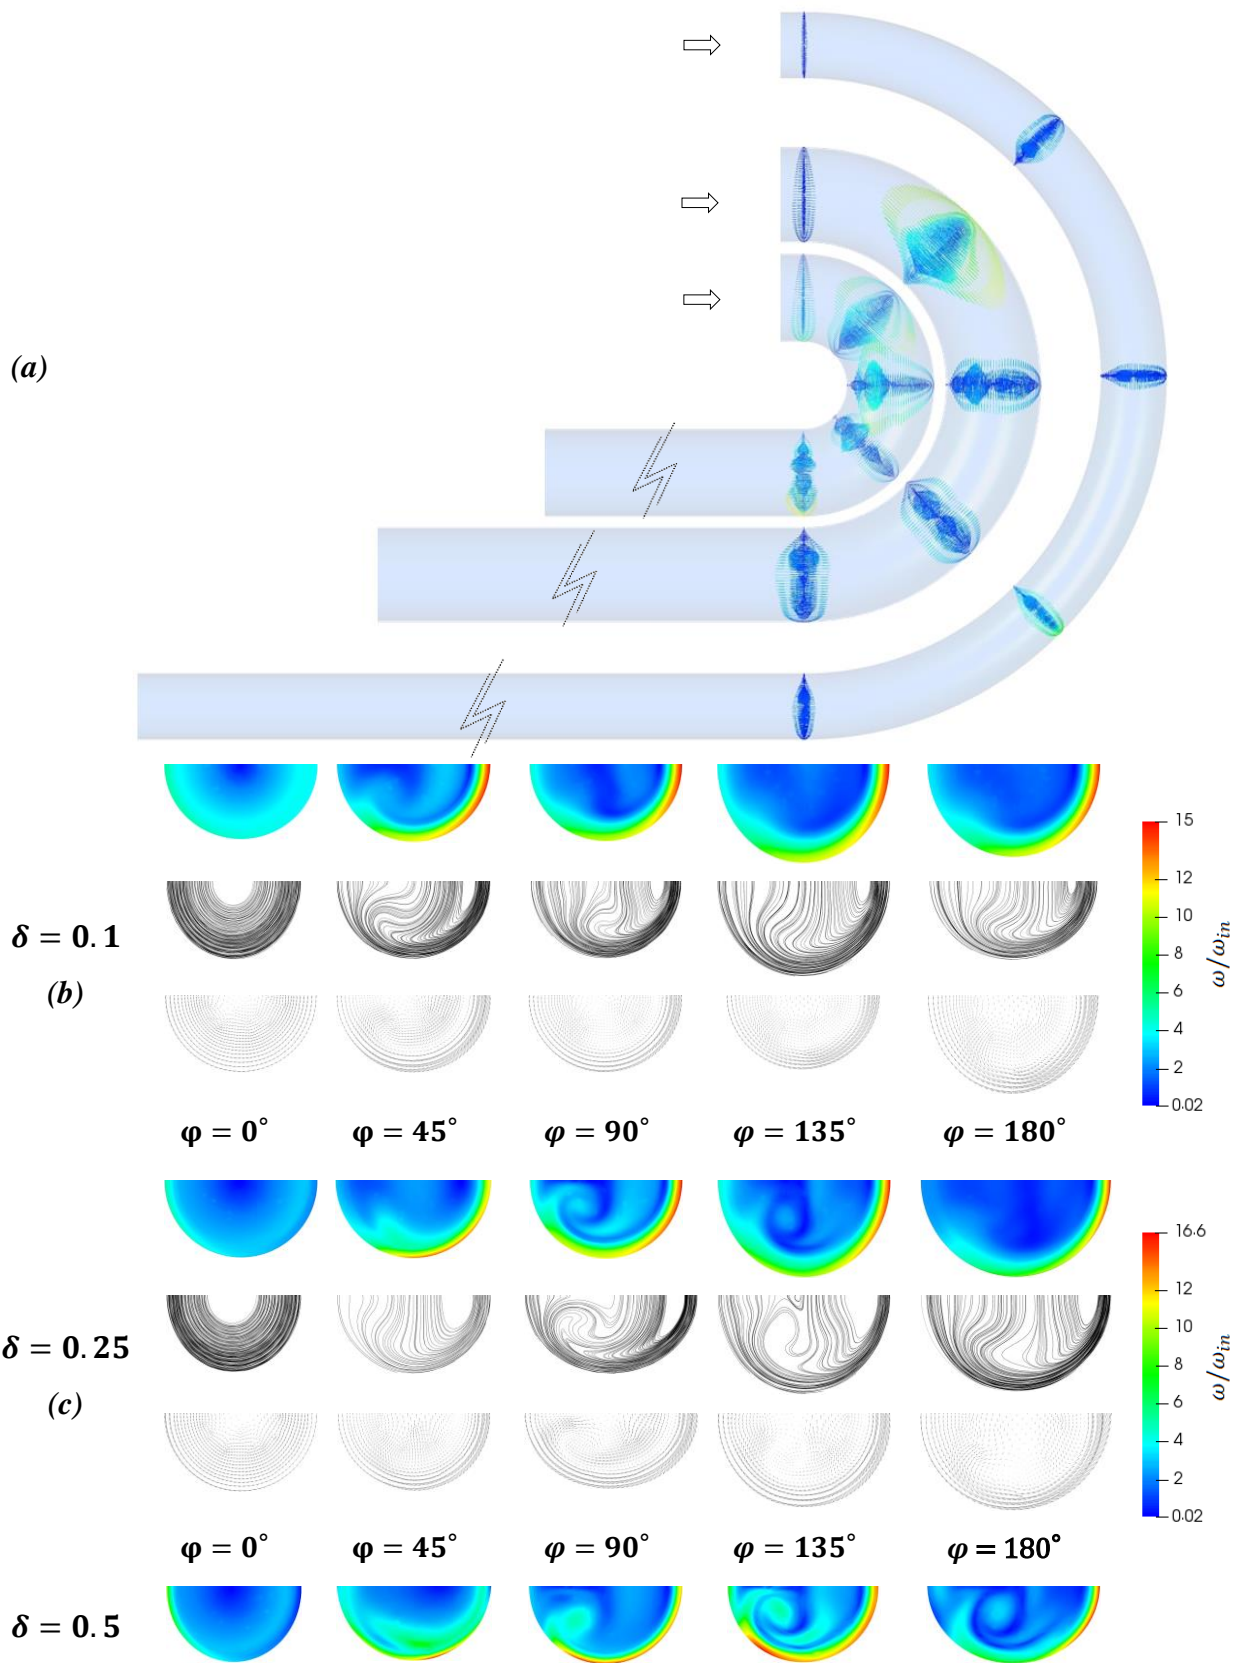 (a)
δ = 0.1
(b)
15
12
10
8
6
4
2
0.02
ω/ω_in
φ = 0° φ = 45° φ = 90° φ = 135° φ = 180°
δ = 0.25
(c)
16.6
12
10
8
6
4
2
0.02
ω/ω_in
φ = 0° φ = 45° φ = 90° φ = 135° φ = 180°
δ = 0.5